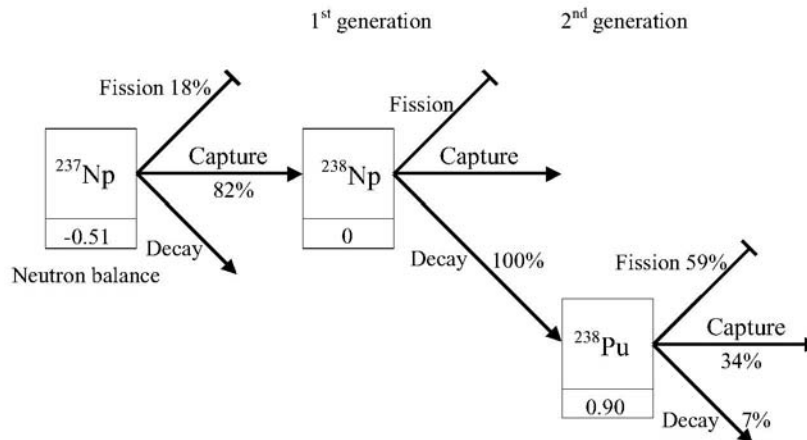 1st generation
2nd generation
Fission 18%
Fission
237Np
Capture
82%
238Np
Capture
-0.51
Decay
0
Neutron balance
Decay
100%
Fission 59%
238Pu
Capture
34%
0.90
Decay
7%